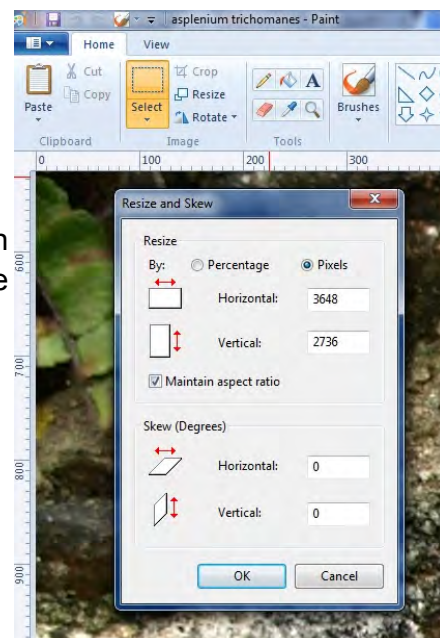 asplenium trichomanes - Paint
Home View
Cut
Copy
Paste
Clipboard
Crop
Resize
Rotate
Select
Image
A
Tools
Brushes
0 100 200 300
Resize and Skew
Resize
By: Percentage Pixels
Horizontal: 3648
Vertical: 2736
Maintain aspect ratio
Skew (Degrees)
Horizontal: 0
Vertical: 0
OK Cancel
600
700
800
900